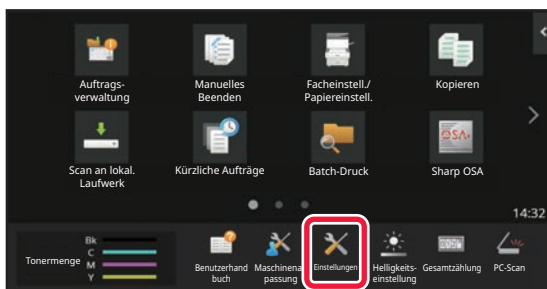 Auftrags-
verwaltung
Manuelles
Beenden
Facheinstell./
Papiereinstell.
Kopieren
Scan an lokal.
Laufwerk
Kürzliche Aufträge
Batch-Druck
OSA
Sharp OSA
14:32
Tonermenge
Bk
C
M
Y
Benutzerhand
buch
Maschinena
passung
Einstellungen
Helligkeits-
einstellung
Gesamtzählung
PC-Scan